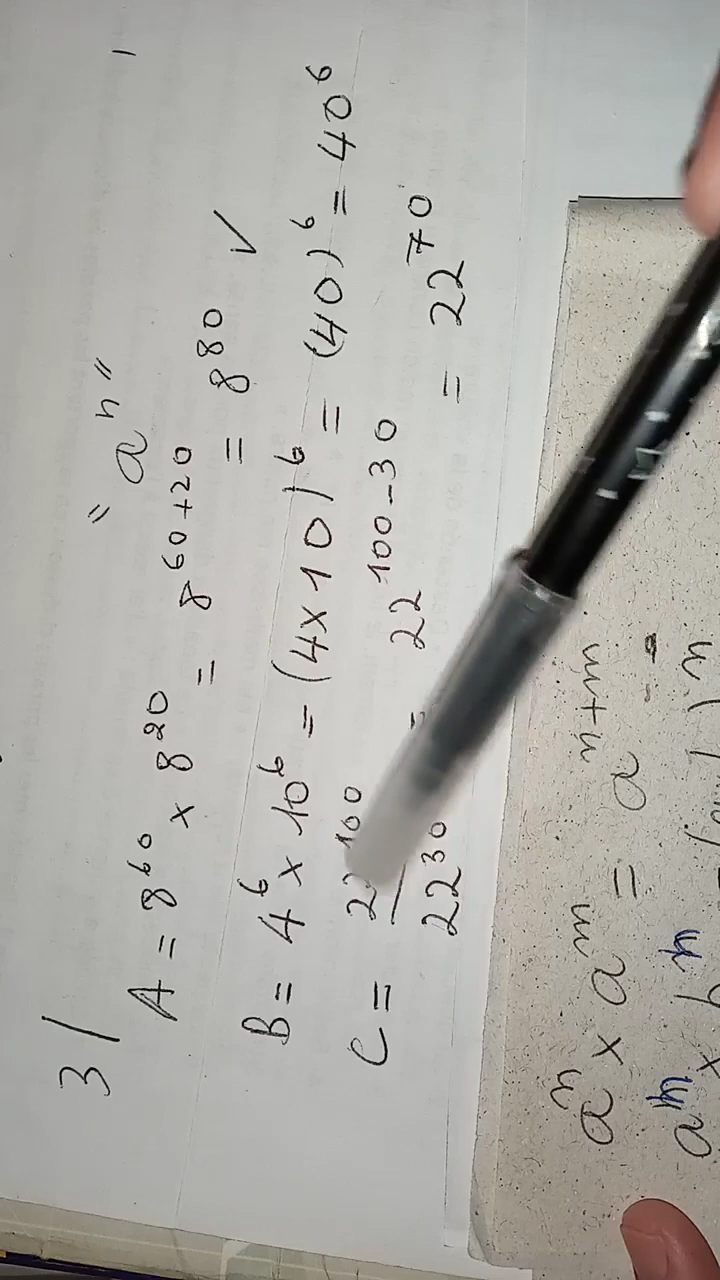 3/ "aⁿ"
A = 8⁶⁰ × 8²⁰ = 8⁶⁰⁺²⁰ = 8⁸⁰ ✓
B = 4⁶ × 10⁶ = (4×10)⁶ = (40)⁶ = 40⁶
C = 22¹⁰⁰ / 22³⁰ = 22¹⁰⁰⁻³⁰ = 22⁷⁰
aⁿ × aᵐ = aⁿ⁺ᵐ